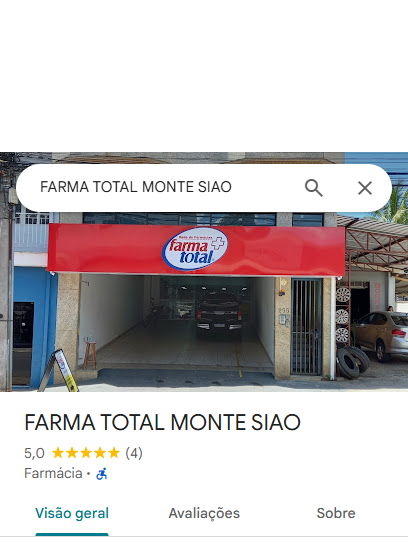 FARMA TOTAL MONTE SIAO
Rede de Farmácias
farma
total
FARMA TOTAL MONTE SIAO
5,0 (4)
Farmácia ·
Visão geral Avaliações Sobre